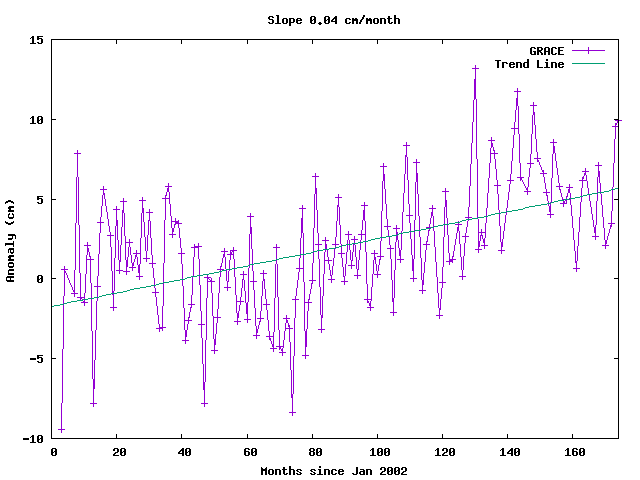 Slope 0.04 cm/month
GRACE
Trend Line
15
10
5
0
-5
-10
Anomaly (cm)
0 20 40 60 80 100 120 140 160
Months since Jan 2002